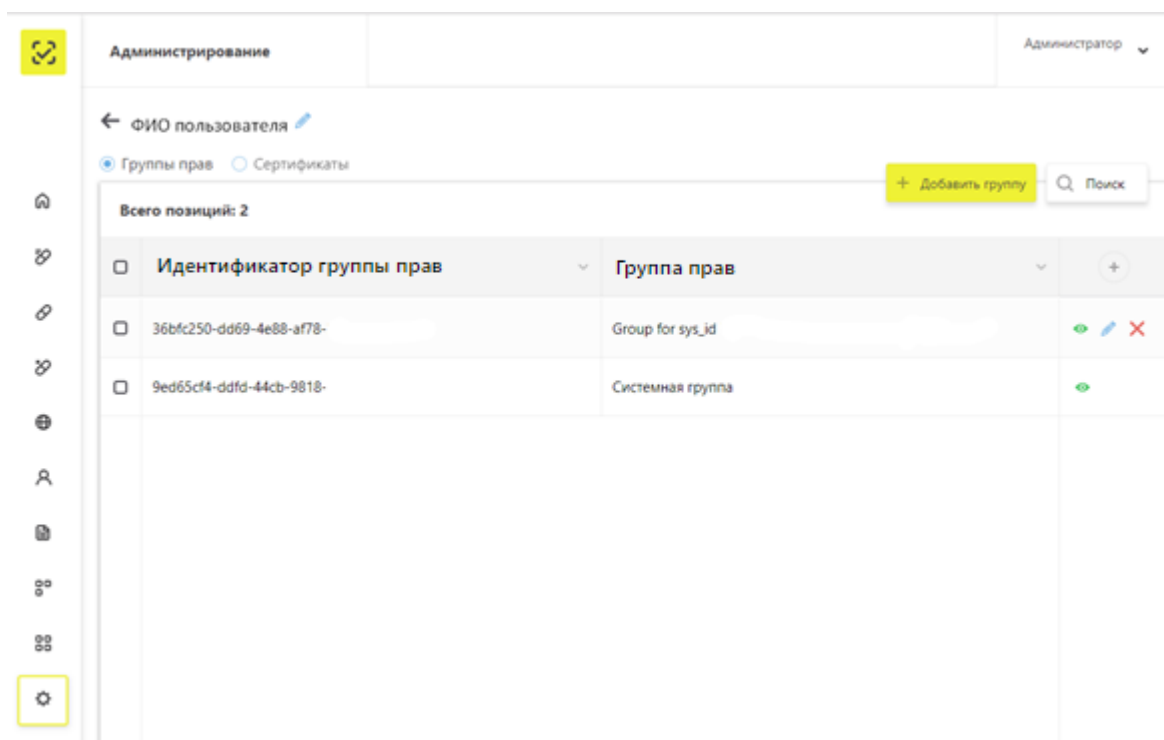 Администрирование
Администратор
ФИО пользователя
Группы прав Сертификаты
+ Добавить группу
Поиск
Всего позиций: 2
Идентификатор группы прав Группа прав
36bfc250-dd69-4e88-af78- Group for sys_id
9ed65cf4-ddfd-44cb-9818- Системная группа